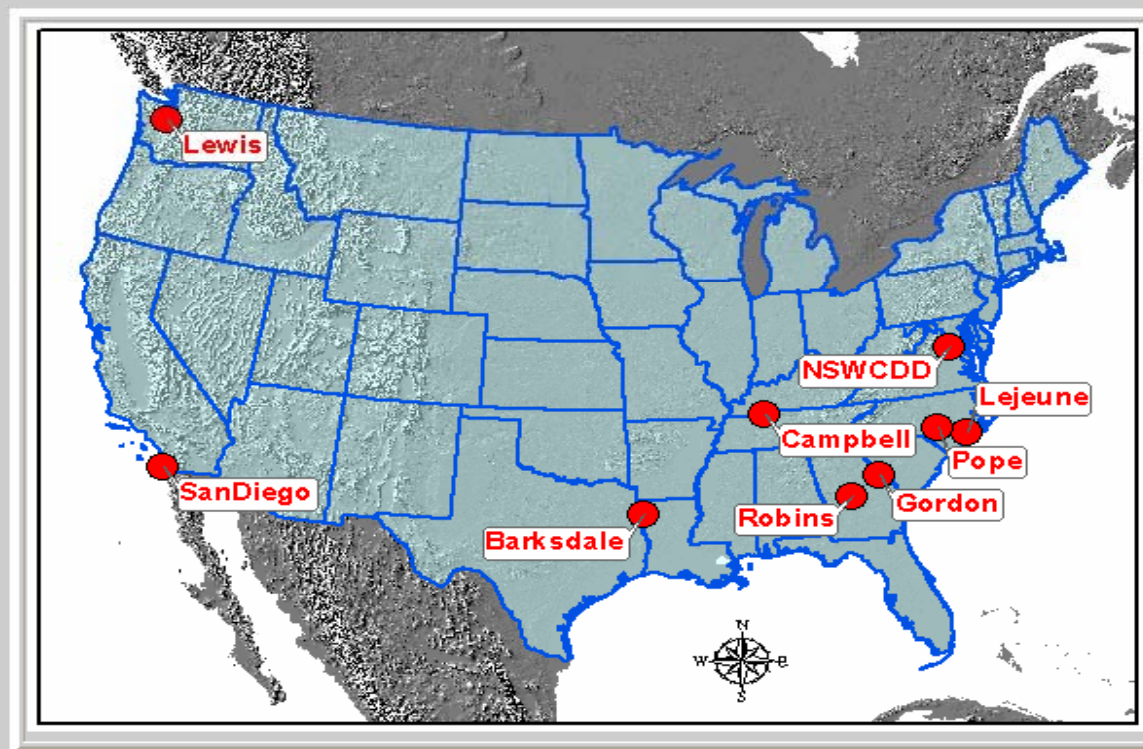 Lewis
NSWCDD
Lejeune
Campbell
Pope
SanDiego
Gordon
Robins
Barksdale
N
W E
S